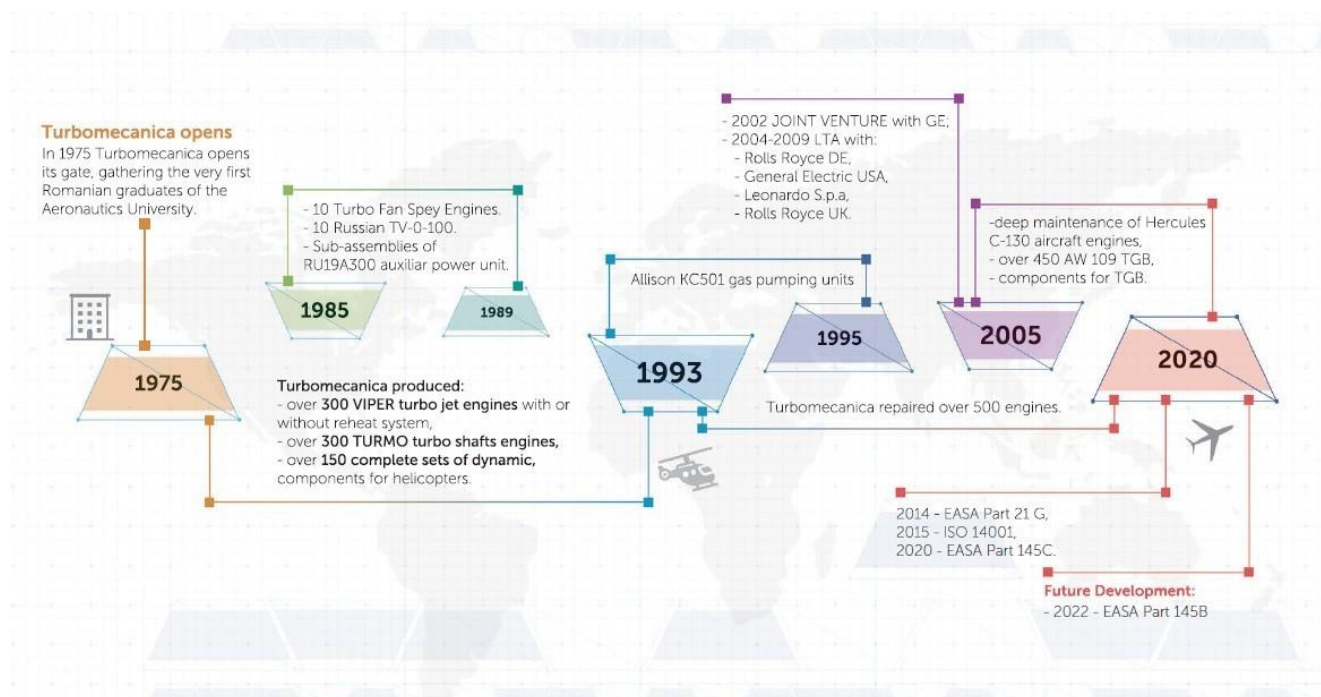 Turbomecanica opens
In 1975 Turbomecanica opens
its gate, gathering the very first
Romanian graduates of the
Aeronautics University.
1975
- 10 Turbo Fan Spey Engines.
- 10 Russian TV-0-100.
- Sub-assemblies of
RU19A300 auxiliar power unit.
1985
1989
Turbomecanica produced:
- over 300 VIPER turbo jet engines with or
without reheat system,
- over 300 TURMO turbo shafts engines,
- over 150 complete sets of dynamic,
components for helicopters.
Allison KC501 gas pumping units
1993
1995
- 2002 JOINT VENTURE with GE;
- 2004-2009 LTA with:
- Rolls Royce DE,
- General Electric USA,
- Leonardo S.p.a,
- Rolls Royce UK.
2005
-deep maintenance of Hercules
C-130 aircraft engines,
- over 450 AW 109 TGB,
- components for TGB.
2020
Turbomecanica repaired over 500 engines.
2014 - EASA Part 21 G,
2015 - ISO 14001,
2020 - EASA Part 145C.
Future Development:
- 2022 - EASA Part 145B